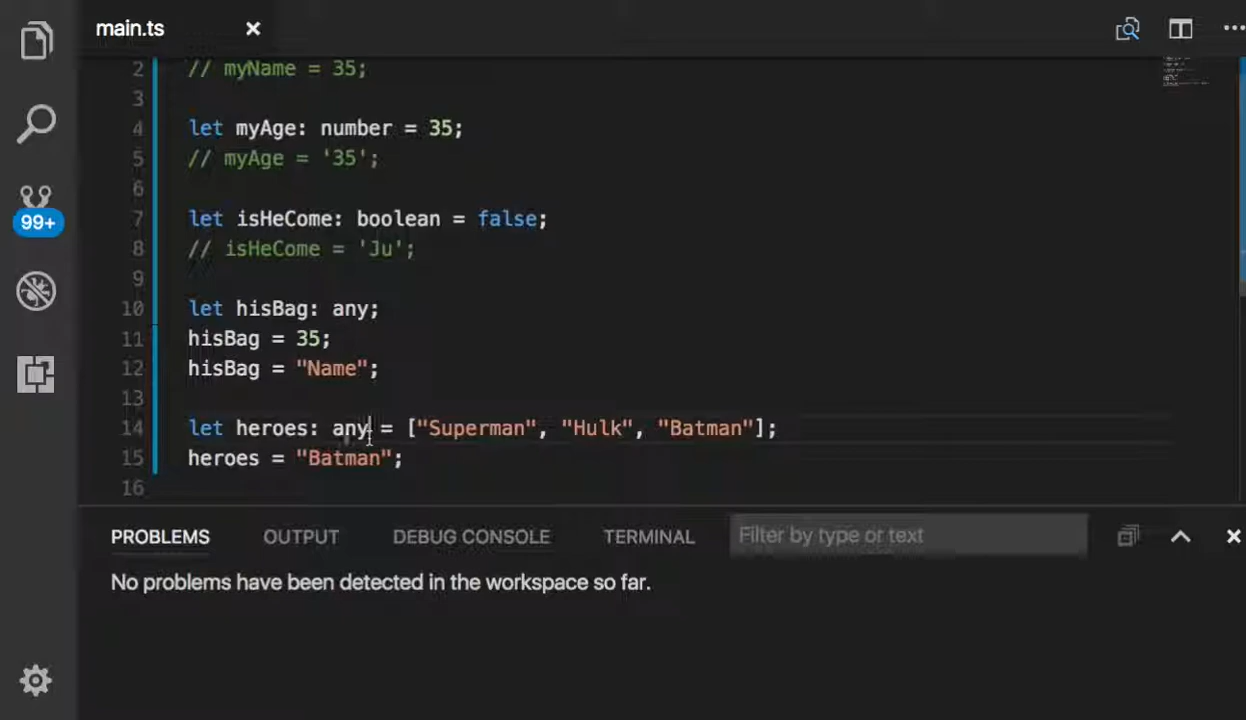 main.ts
2 // myName = 35;
3
4 let myAge: number = 35;
5 // myAge = '35';
6
7 let isHeCome: boolean = false;
8 // isHeCome = 'Ju';
9
10 let hisBag: any;
11 hisBag = 35;
12 hisBag = "Name";
13
14 let heroes: any = ["Superman", "Hulk", "Batman"];
15 heroes = "Batman";
16
99+
PROBLEMS OUTPUT DEBUG CONSOLE TERMINAL Filter by type or text
No problems have been detected in the workspace so far.